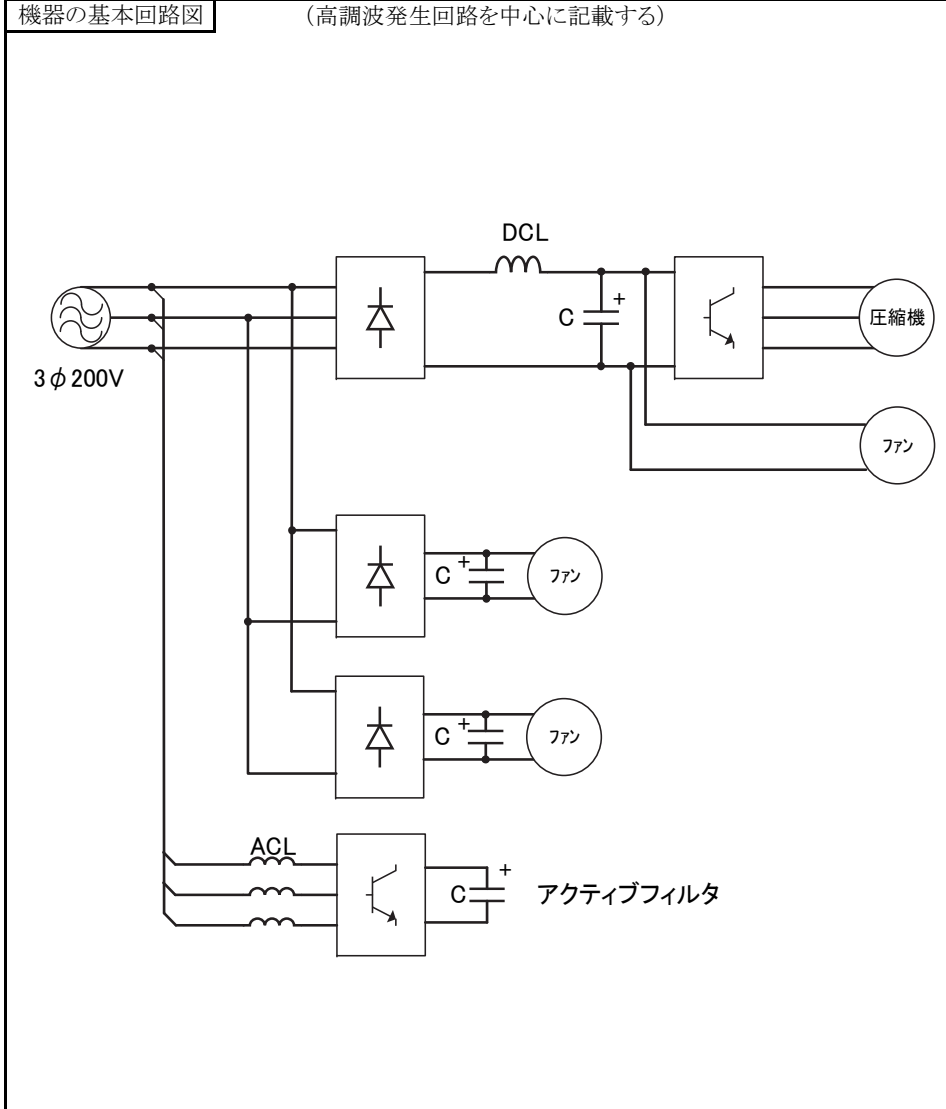 機器の基本回路図 (高調波発生回路を中心に記載する)
DCL
C +
圧縮機
3φ200V
ファン
C +
ファン
C +
ファン
ACL
C +
アクティブフィルタ